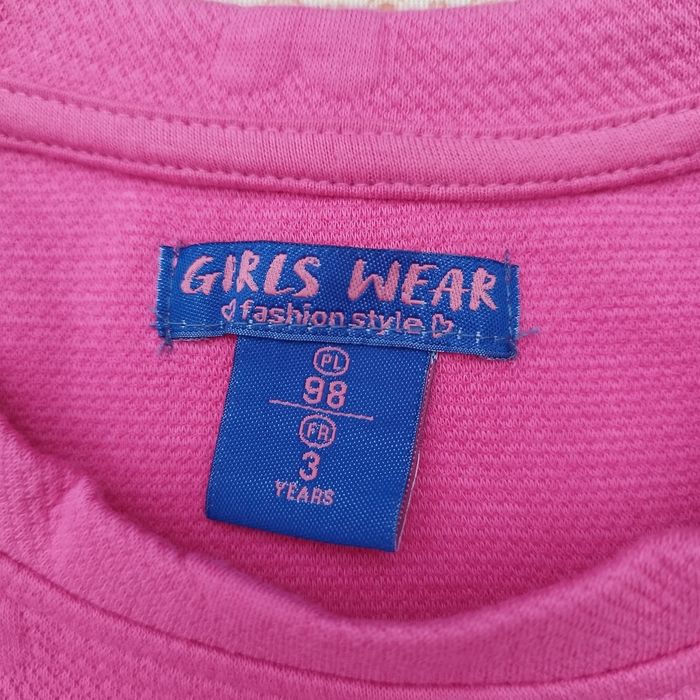 GIRLS WEAR
fashion style
PL
98
FR
3
YEARS